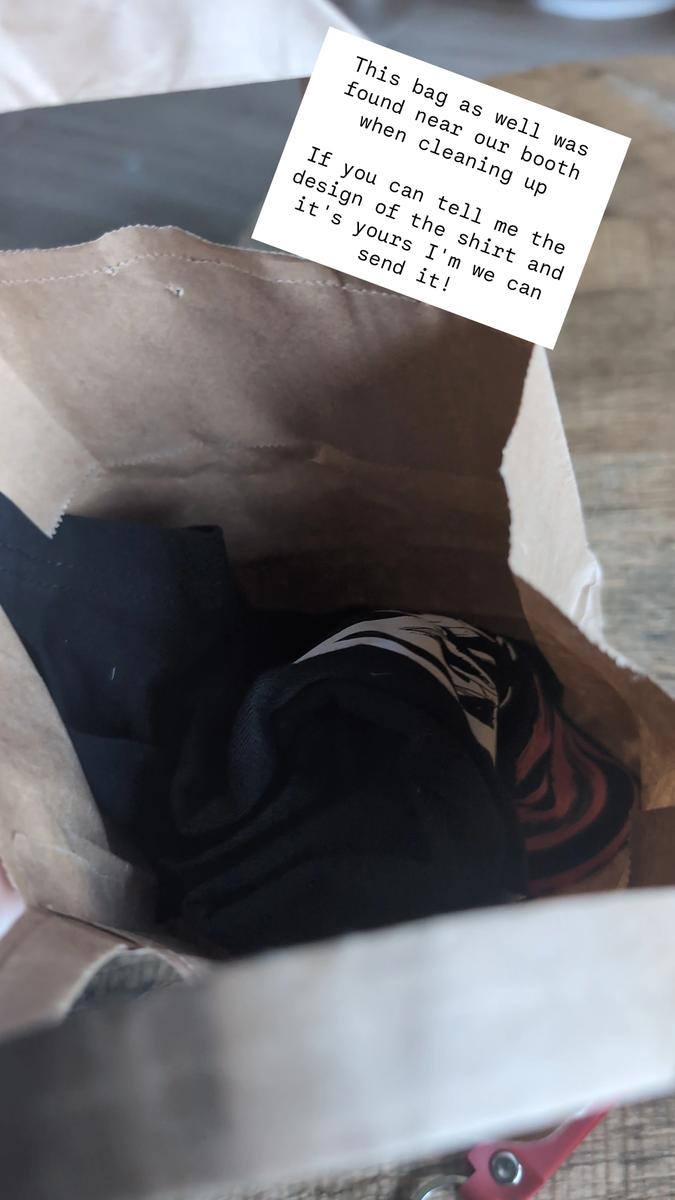 This bag as well was
found near our booth
when cleaning up
If you can tell me the
design of the shirt and
it's yours I'm we can
send it!